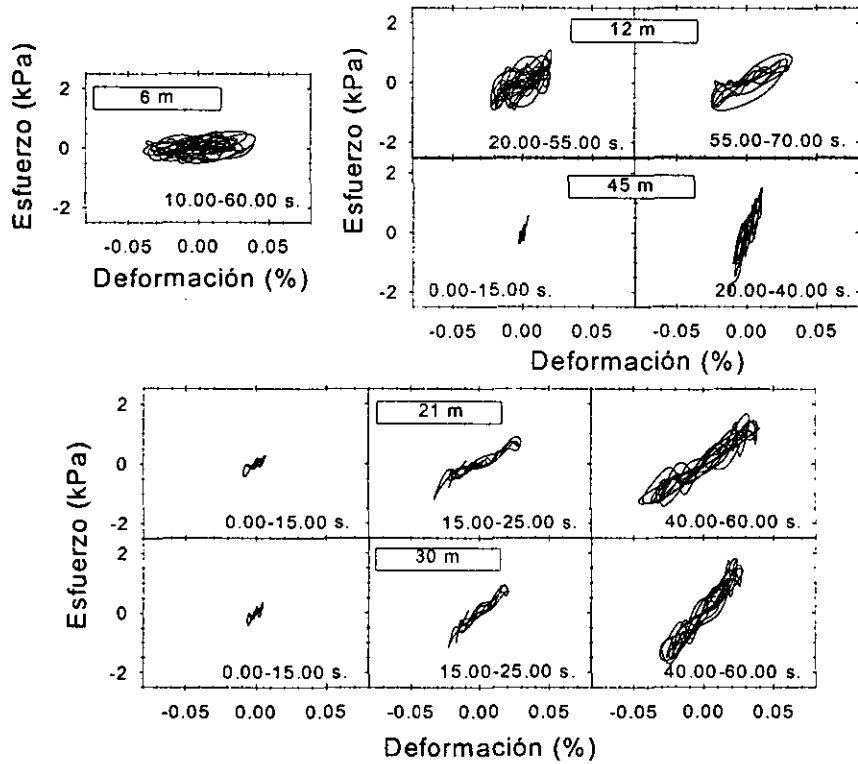 Esfuerzo (kPa)
2
0
-2
6 m
10.00-60.00 s.
-0.05 0.00 0.05
Deformación (%)
Esfuerzo (kPa)
2
0
-2
12 m
20.00-55.00 s.
55.00-70.00 s.
2
0
-2
45 m
0.00-15.00 s.
20.00-40.00 s.
-0.05 0.00 0.05 -0.05 0.00 0.05
Deformación (%)
Esfuerzo (kPa)
2
0
-2
21 m
0.00-15.00 s.
15.00-25.00 s.
40.00-60.00 s.
2
0
-2
30 m
0.00-15.00 s.
15.00-25.00 s.
40.00-60.00 s.
-0.05 0.00 0.05 -0.05 0.00 0.05 -0.05 0.00 0.05
Deformación (%)